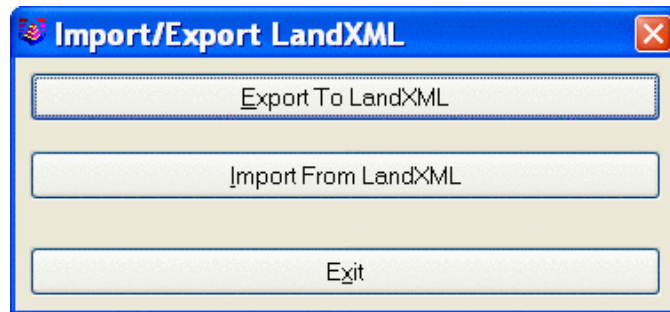 Import/Export LandXML
Export To LandXML
Import From LandXML
Exit